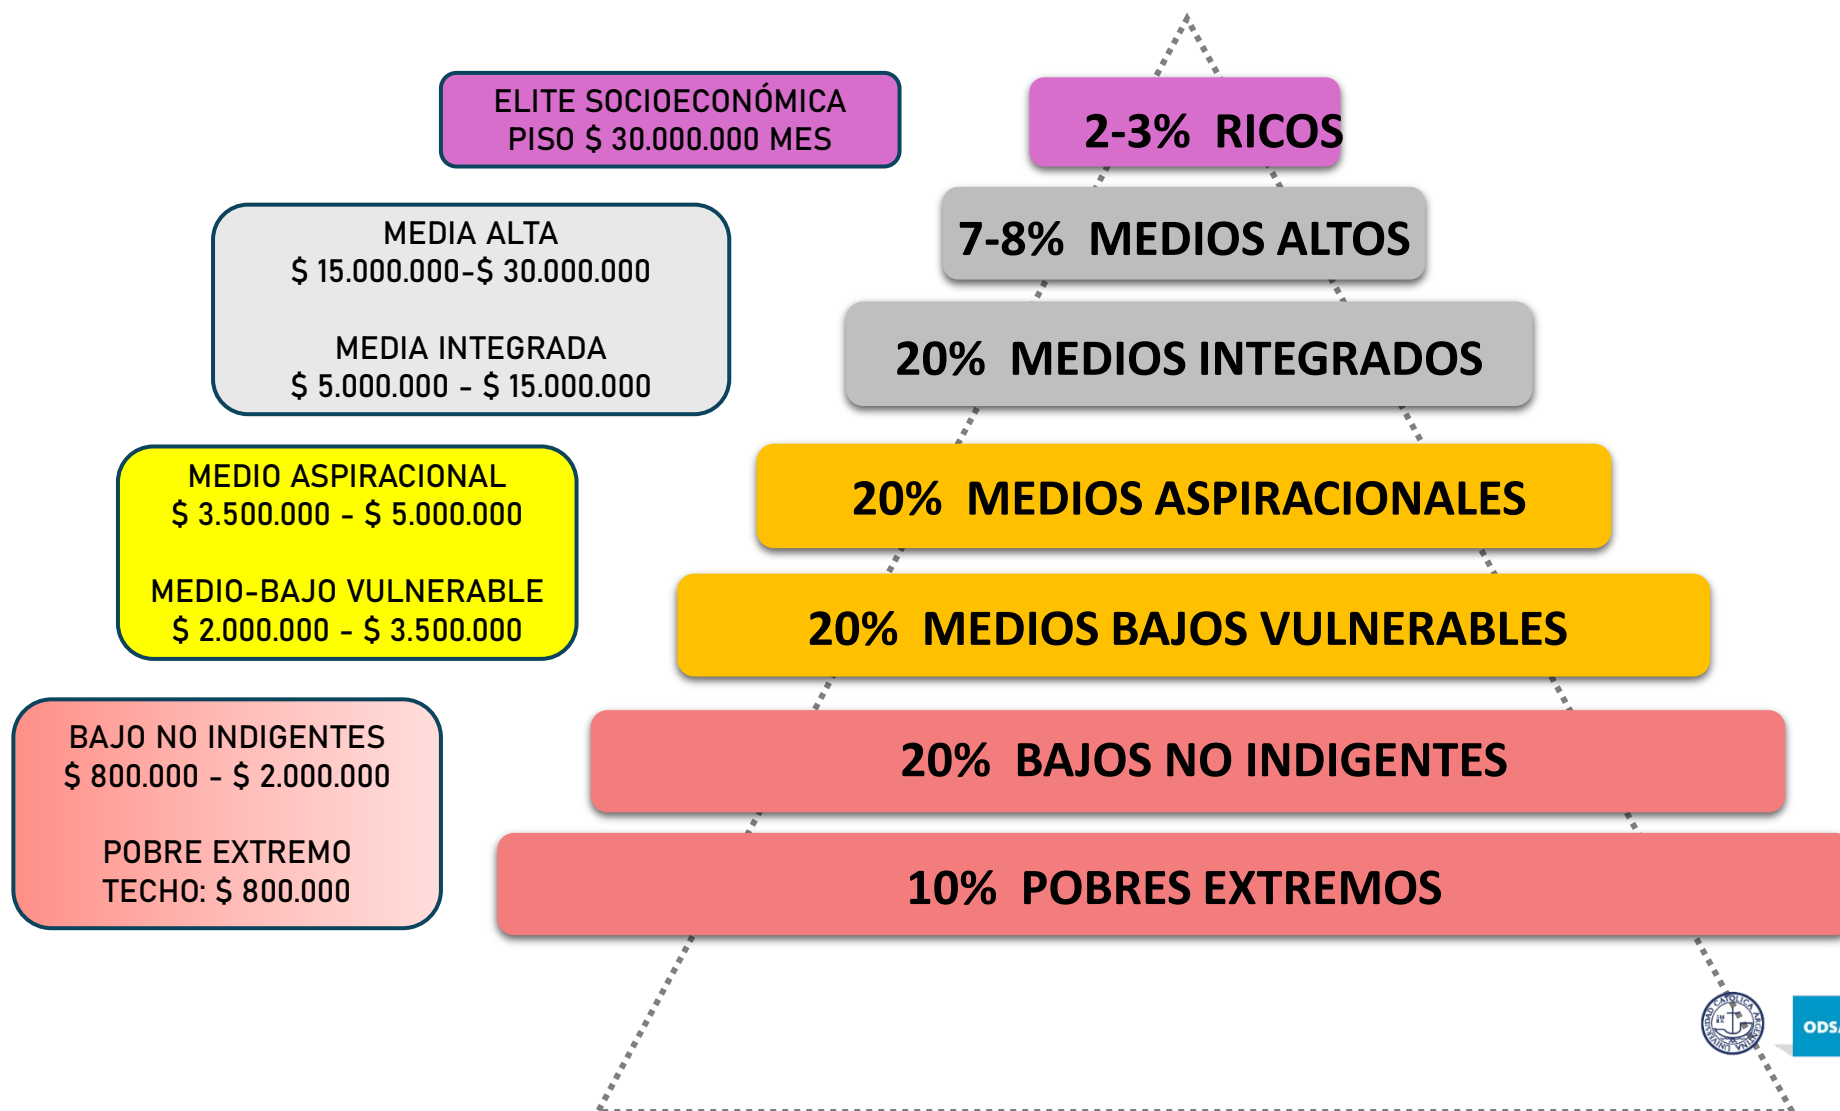 ELITE SOCIOECONÓMICA
PISO $ 30.000.000 MES
2-3% RICOS
MEDIA ALTA
$ 15.000.000-$ 30.000.000
MEDIA INTEGRADA
$ 5.000.000 - $ 15.000.000
7-8% MEDIOS ALTOS
20% MEDIOS INTEGRADOS
MEDIO ASPIRACIONAL
$ 3.500.000 - $ 5.000.000
MEDIO-BAJO VULNERABLE
$ 2.000.000 - $ 3.500.000
20% MEDIOS ASPIRACIONALES
20% MEDIOS BAJOS VULNERABLES
BAJO NO INDIGENTES
$ 800.000 - $ 2.000.000
POBRE EXTREMO
TECHO: $ 800.000
20% BAJOS NO INDIGENTES
10% POBRES EXTREMOS
UNIVERSIDAD CATOLICA ARGENTINA
ODS